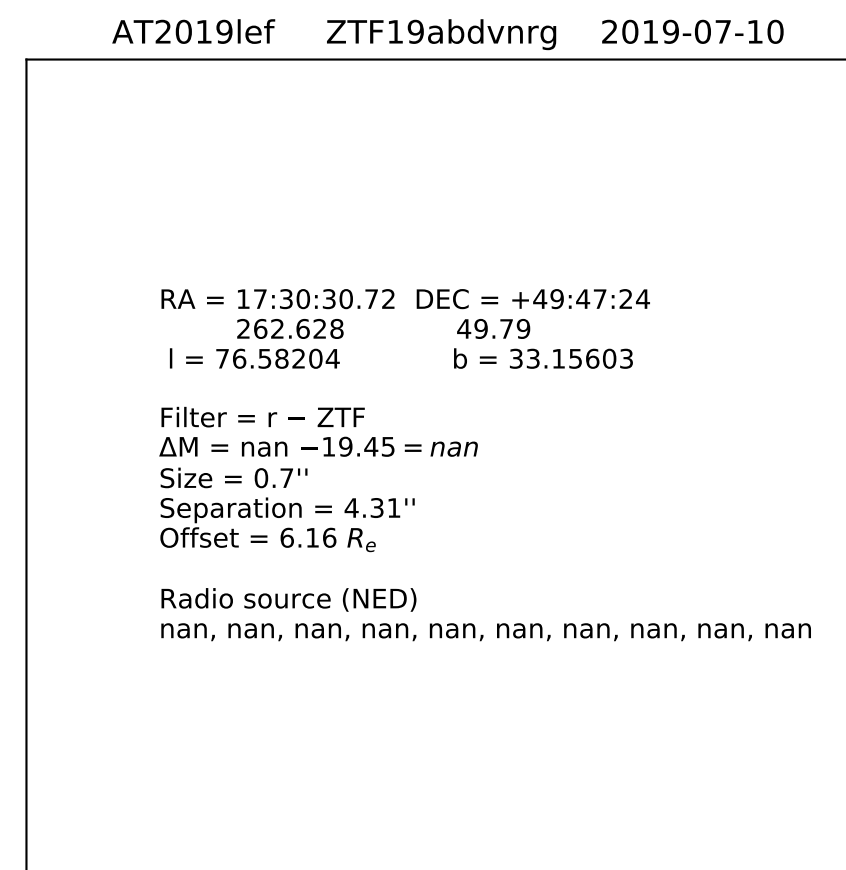 AT2019lef ZTF19abdvnrg 2019-07-10
RA = 17:30:30.72 DEC = +49:47:24
262.628 49.79
l = 76.58204 b = 33.15603
Filter = r − ZTF
ΔM = nan −19.45 = nan
Size = 0.7''
Separation = 4.31''
Offset = 6.16 Re
Radio source (NED)
nan, nan, nan, nan, nan, nan, nan, nan, nan, nan